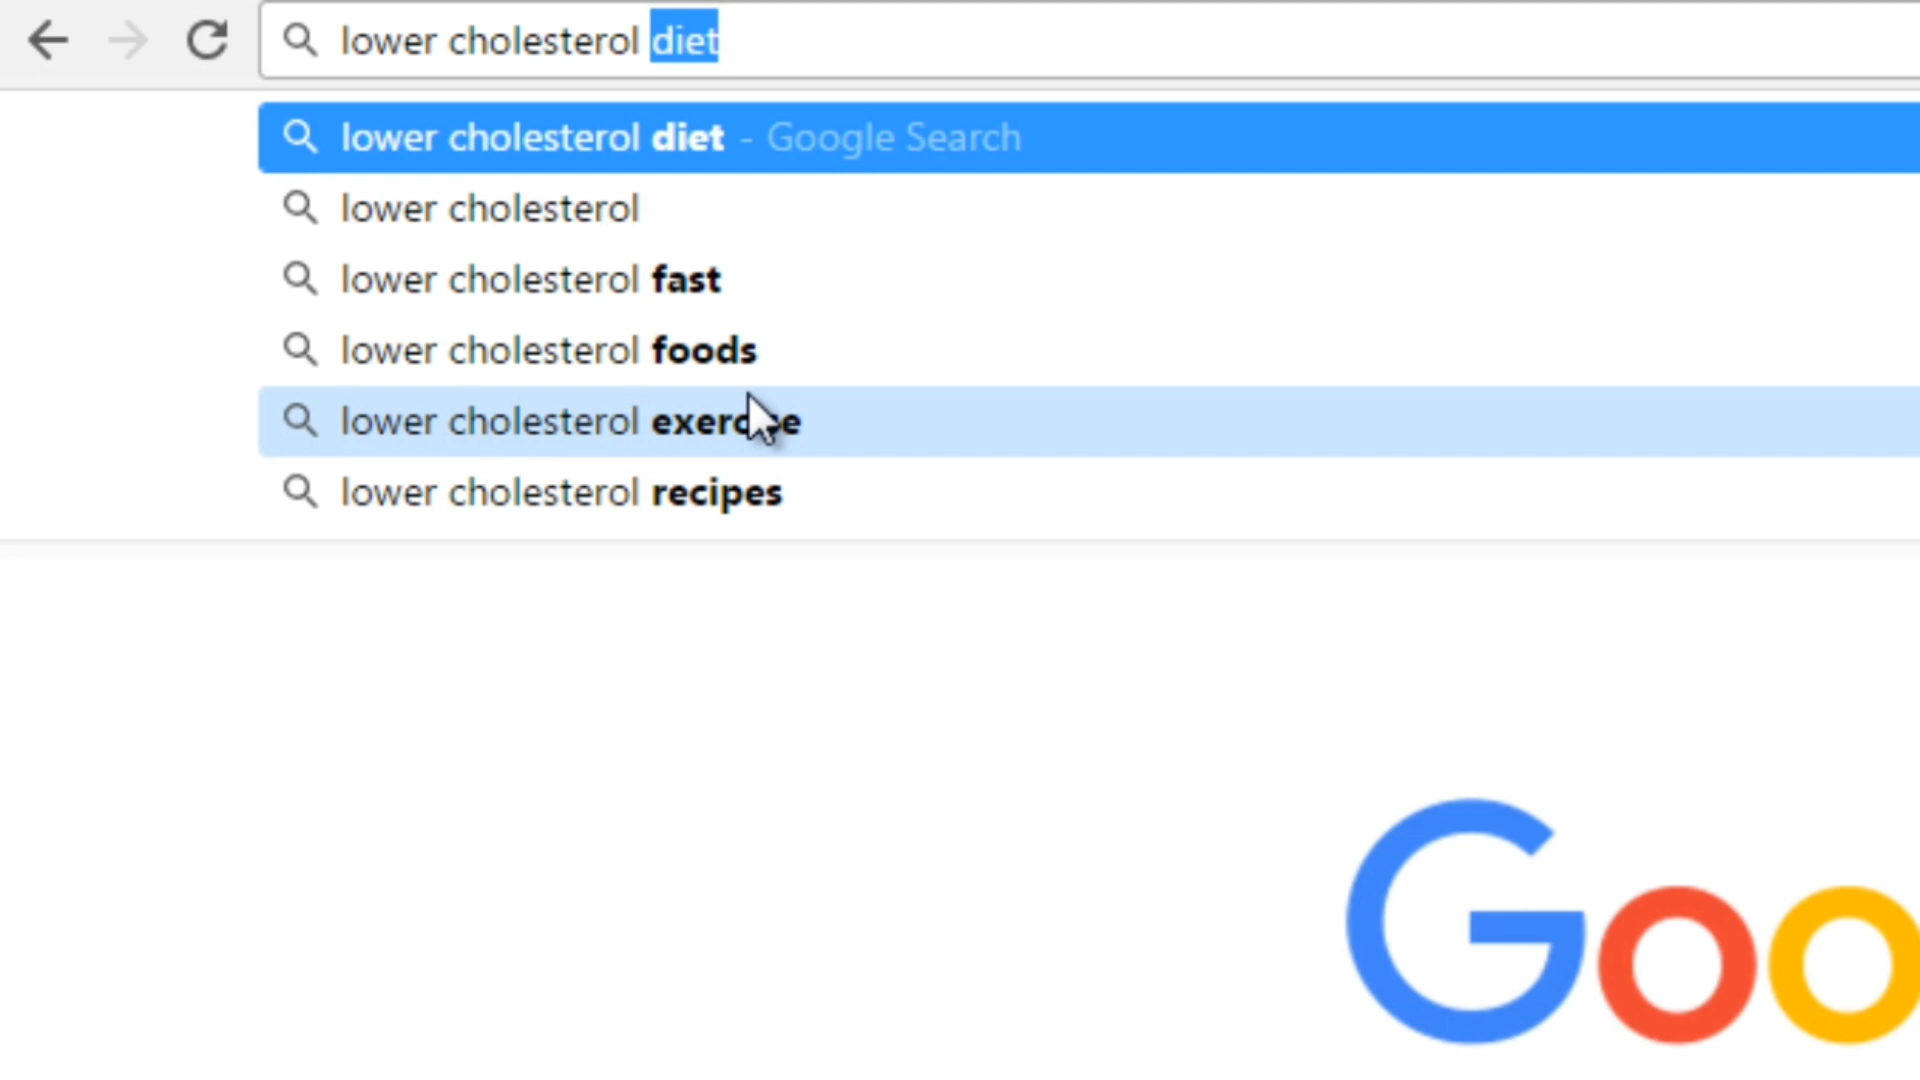 lower cholesterol diet
lower cholesterol diet - Google Search
lower cholesterol
lower cholesterol fast
lower cholesterol foods
lower cholesterol exercise
lower cholesterol recipes
Goo